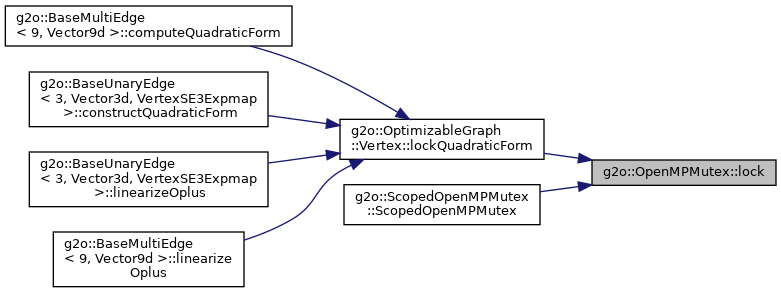 g2o::BaseMultiEdge
< 9, Vector9d >::computeQuadraticForm
g2o::BaseUnaryEdge
< 3, Vector3d, VertexSE3Expmap
>::constructQuadraticForm
g2o::BaseUnaryEdge
< 3, Vector3d, VertexSE3Expmap
>::linearizeOplus
g2o::BaseMultiEdge
< 9, Vector9d >::linearize
Oplus
g2o::OptimizableGraph
::Vertex::lockQuadraticForm
g2o::ScopedOpenMPMutex
::ScopedOpenMPMutex
g2o::OpenMPMutex::lock